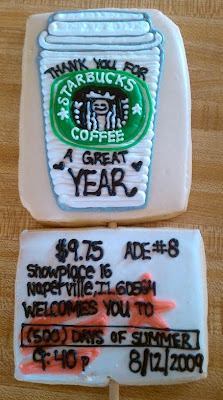 THANK YOU FOR
STARBUCKS
COFFEE
A GREAT
YEAR
$9.75 ADE#8
Showplace 16
Naperville, IL 60564
WELCOMES YOU TO
(500) DAYS OF SUMMER
9:40p 8/12/2009